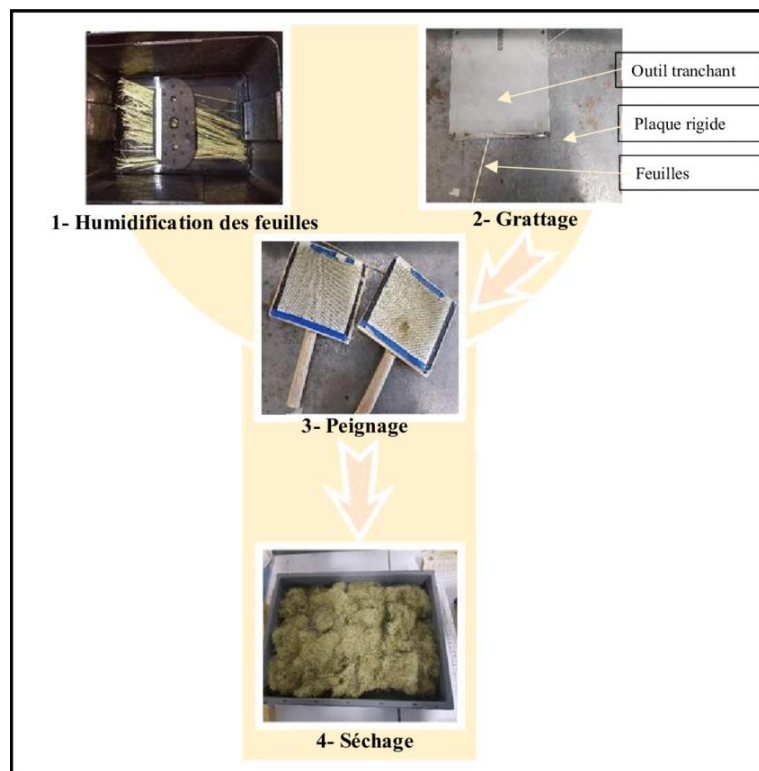 Outil tranchant
Plaque rigide
Feuilles
1- Humidification des feuilles
2- Grattage
3- Peignage
4- Séchage